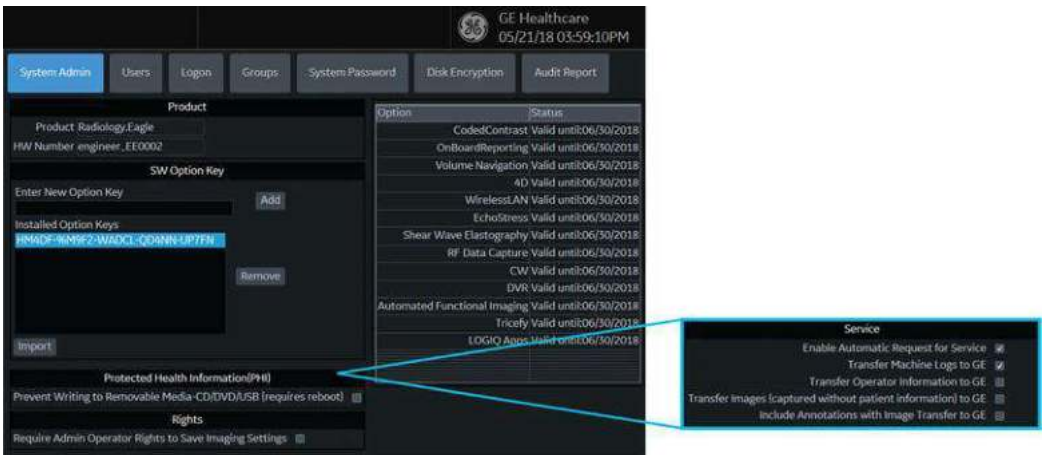 GE Healthcare
05/21/18 03:59:10PM
System Admin
Users
Logon
Groups
System Password
Disk Encryption
Audit Report
Product
Product Radiology.Eagle
HW Number engineer_EE0002
SW Option Key
Enter New Option Key
Add
Installed Option Keys
HM4DF-96M9F2-WADCL-QD4NN-UP7FN
Remove
Import
Protected Health Information(PHI)
Prevent Writing to Removable Media-CD/DVD/USB (requires reboot)
Rights
Require Admin Operator Rights to Save Imaging Settings
Option Status
CodedContrast Valid until:06/30/2018
OnBoardReporting Valid until:06/30/2018
Volume Navigation Valid until:06/30/2018
4D Valid until:06/30/2018
WirelessLAN Valid until:06/30/2018
EchoStress Valid until:06/30/2018
Shear Wave Elastography Valid until:06/30/2018
RF Data Capture Valid until:06/30/2018
CW Valid until:06/30/2018
DVR Valid until:06/30/2018
Automated Functional Imaging Valid until:06/30/2018
Tricefy Valid until:06/30/2018
LOGIQ Apps Valid until:06/30/2018
Service
Enable Automatic Request for Service
Transfer Machine Logs to GE
Transfer Operator Information to GE
Transfer Images (captured without patient information) to GE
Include Annotations with Image Transfer to GE